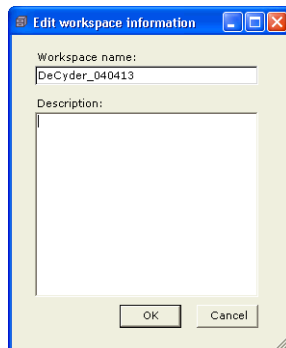 Edit workspace information
Workspace name:
DeCyder_040413
Description:
OK
Cancel